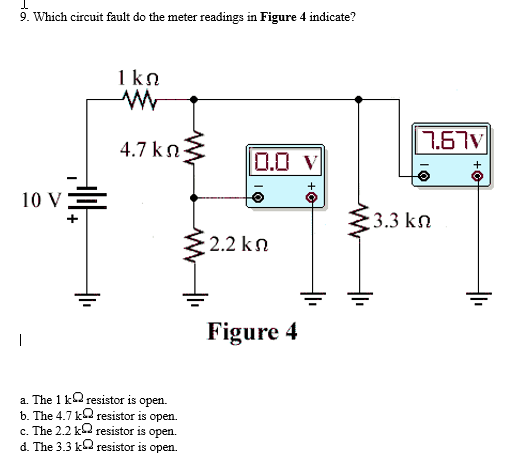 9. Which circuit fault do the meter readings in Figure 4 indicate?
1 kΩ
4.7 kΩ
0.0 V
- +
7.67V
- +
10 V
-
+
3.3 kΩ
2.2 kΩ
Figure 4
a. The 1 kΩ resistor is open.
b. The 4.7 kΩ resistor is open.
c. The 2.2 kΩ resistor is open.
d. The 3.3 kΩ resistor is open.